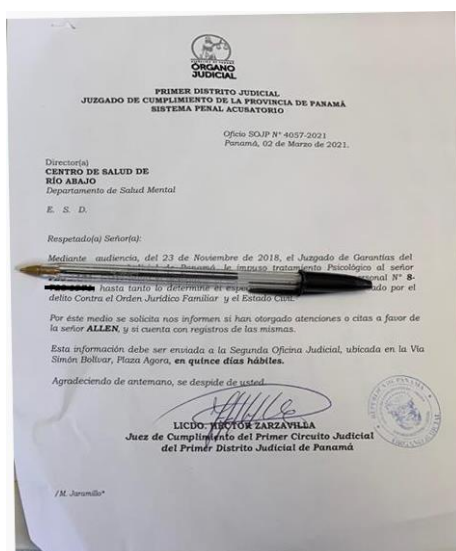 ÓRGANO
JUDICIAL
PRIMER DISTRITO JUDICIAL
JUZGADO DE CUMPLIMIENTO DE LA PROVINCIA DE PANAMÁ
SISTEMA PENAL ACUSATORIO
Oficio SOJP N° 4057-2021
Panamá, 02 de Marzo de 2021.
Director(a)
CENTRO DE SALUD DE
RÍO ABAJO
Departamento de Salud Mental
E. S. D.
Respetado(a) Señor(a):
Mediante audiencia, del 23 de Noviembre de 2018, el Juzgado de Garantías del
Judicial de Panamá, le impuso tratamiento Psicológico al señor
personal N° 8-
hasta tanto lo determine el por el
delito Contra el Orden Jurídico Familiar y el Estado Civil.
Por éste medio se solicita nos informen si han otorgado atenciones o citas a favor de
la señor ALLEN, y si cuenta con registros de las mismas.
Esta información debe ser enviada a la Segunda Oficina Judicial, ubicada en la Vía
Simón Bolívar, Plaza Agora, en quince días hábiles.
Agradeciendo de antemano, se despide de usted.
LICDO. HÉCTOR ZARZAVILLA
Juez de Cumplimiento del Primer Circuito Judicial
del Primer Distrito Judicial de Panamá
/M. Jaramillo*